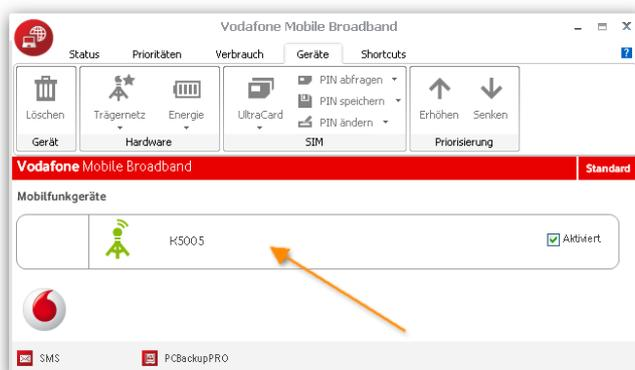 Vodafone Mobile Broadband
Status Prioritäten Verbrauch Geräte Shortcuts
?
PIN abfragen
PIN speichern
Löschen Trägernetz Energie UltraCard PIN ändern Erhöhen Senken
Gerät Hardware SIM Priorisierung
Vodafone Mobile Broadband Standard
Mobilfunkgeräte
K5005 Aktiviert
SMS PCBackupPRO